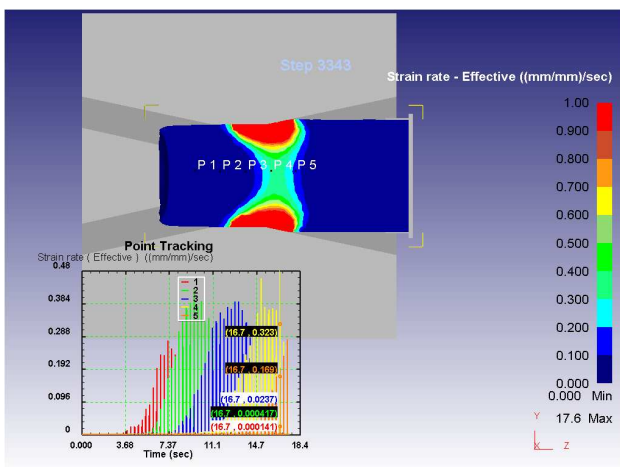 Step 3343
Strain rate - Effective ((mm/mm)/sec)
1.00
0.900
0.800
0.700
0.600
0.500
0.400
0.300
0.200
0.100
0.000
0.000 Min
17.6 Max
P 1 P 2 P 3 P 4 P 5
Point Tracking
Strain rate ( Effective ) ((mm/mm)/sec)
0.48
0.384
0.288
0.192
0.096
0
1
2
3
4
5
(16.7 , 0.323)
(16.7 , 0.169)
(16.7 , 0.0237)
(16.7 , 0.000417)
(16.7 , 0.000141)
0.000 3.68 7.37 11.1 14.7 18.4
Time (sec)
Y
X Z